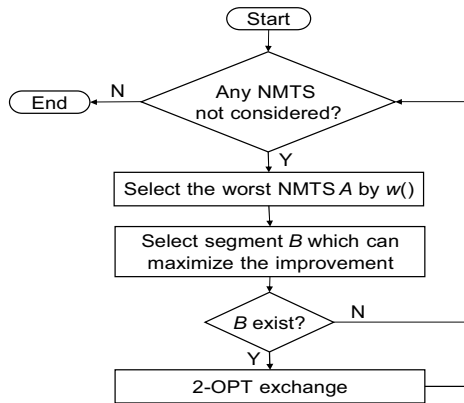 Start
Any NMTS
not considered?
N
End
Y
Select the worst NMTS A by w()
Select segment B which can
maximize the improvement
B exist?
N
Y
2-OPT exchange